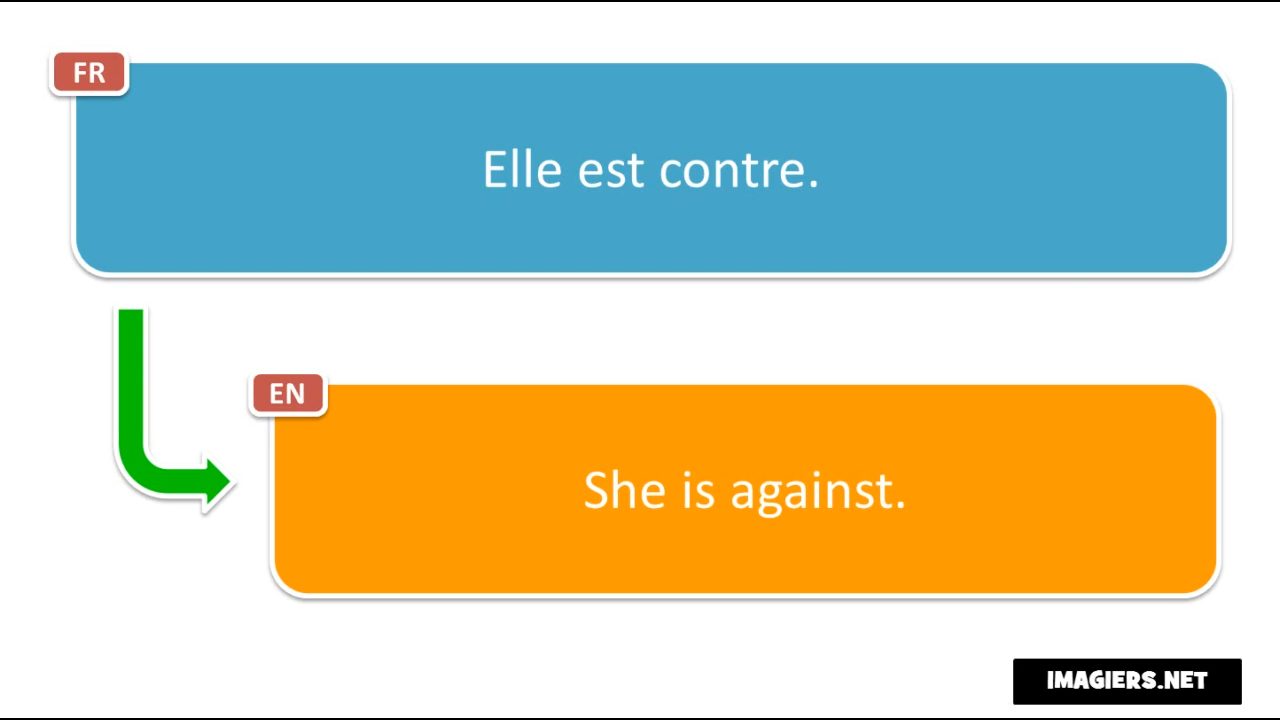 FR
Elle est contre.
EN
She is against.
IMAGIERS.NET